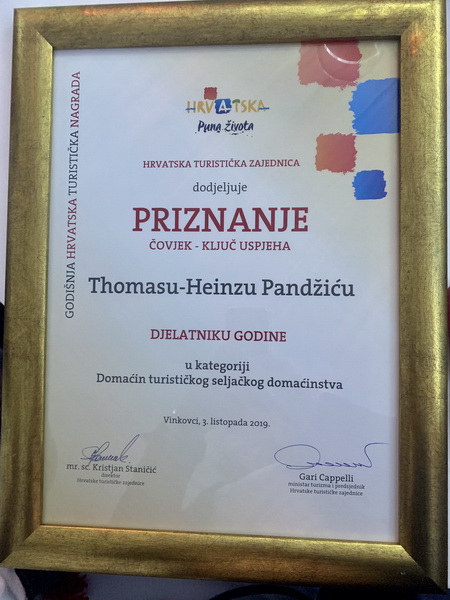 GODIŠNJA HRVATSKA TURISTIČKA NAGRADA
HRVATSKA
Puna života
HRVATSKA TURISTIČKA ZAJEDNICA
dodjeljuje
PRIZNANJE
ČOVJEK - KLJUČ USPJEHA
Thomasu-Heinzu Pandžiću
DJELATNIKU GODINE
u kategoriji
Domaćin turističkog seljačkog domaćinstva
Vinkovci, 3. listopada 2019.
mr. sc. Kristjan Staničić
direktor
Hrvatske turističke zajednice
Gari Cappelli
ministar turizma i predsjednik
Hrvatske turističke zajednice